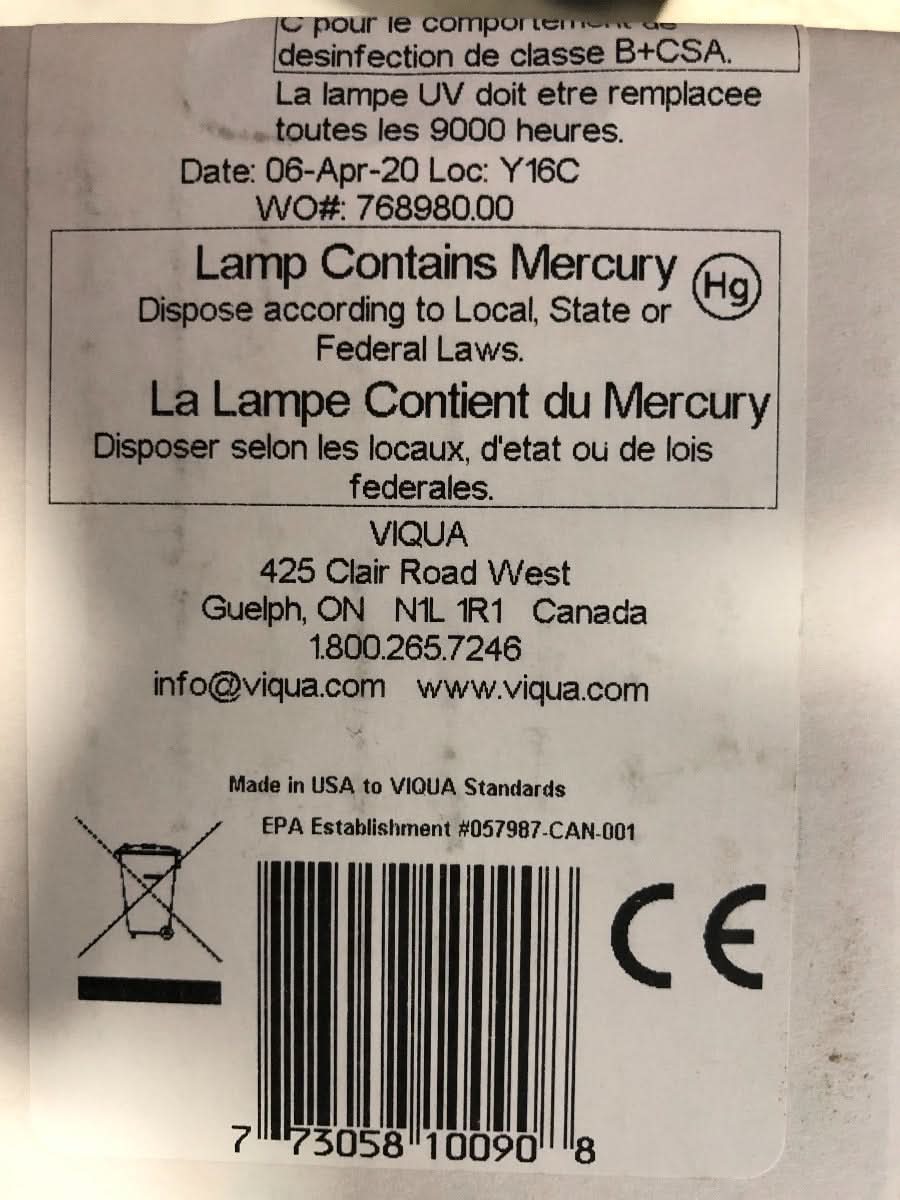 C pour le comportement de
desinfection de classe B+CSA.
La lampe UV doit etre remplacee
toutes les 9000 heures.
Date: 06-Apr-20 Loc: Y16C
WO#: 768980.00
Lamp Contains Mercury Hg
Dispose according to Local, State or
Federal Laws.
La Lampe Contient du Mercury
Disposer selon les locaux, d'etat ou de lois
federales.
VIQUA
425 Clair Road West
Guelph, ON N1L 1R1 Canada
1.800.265.7246
info@viqua.com www.viqua.com
Made in USA to VIQUA Standards
EPA Establishment #057987-CAN-001
CE
7 73058 10090 8